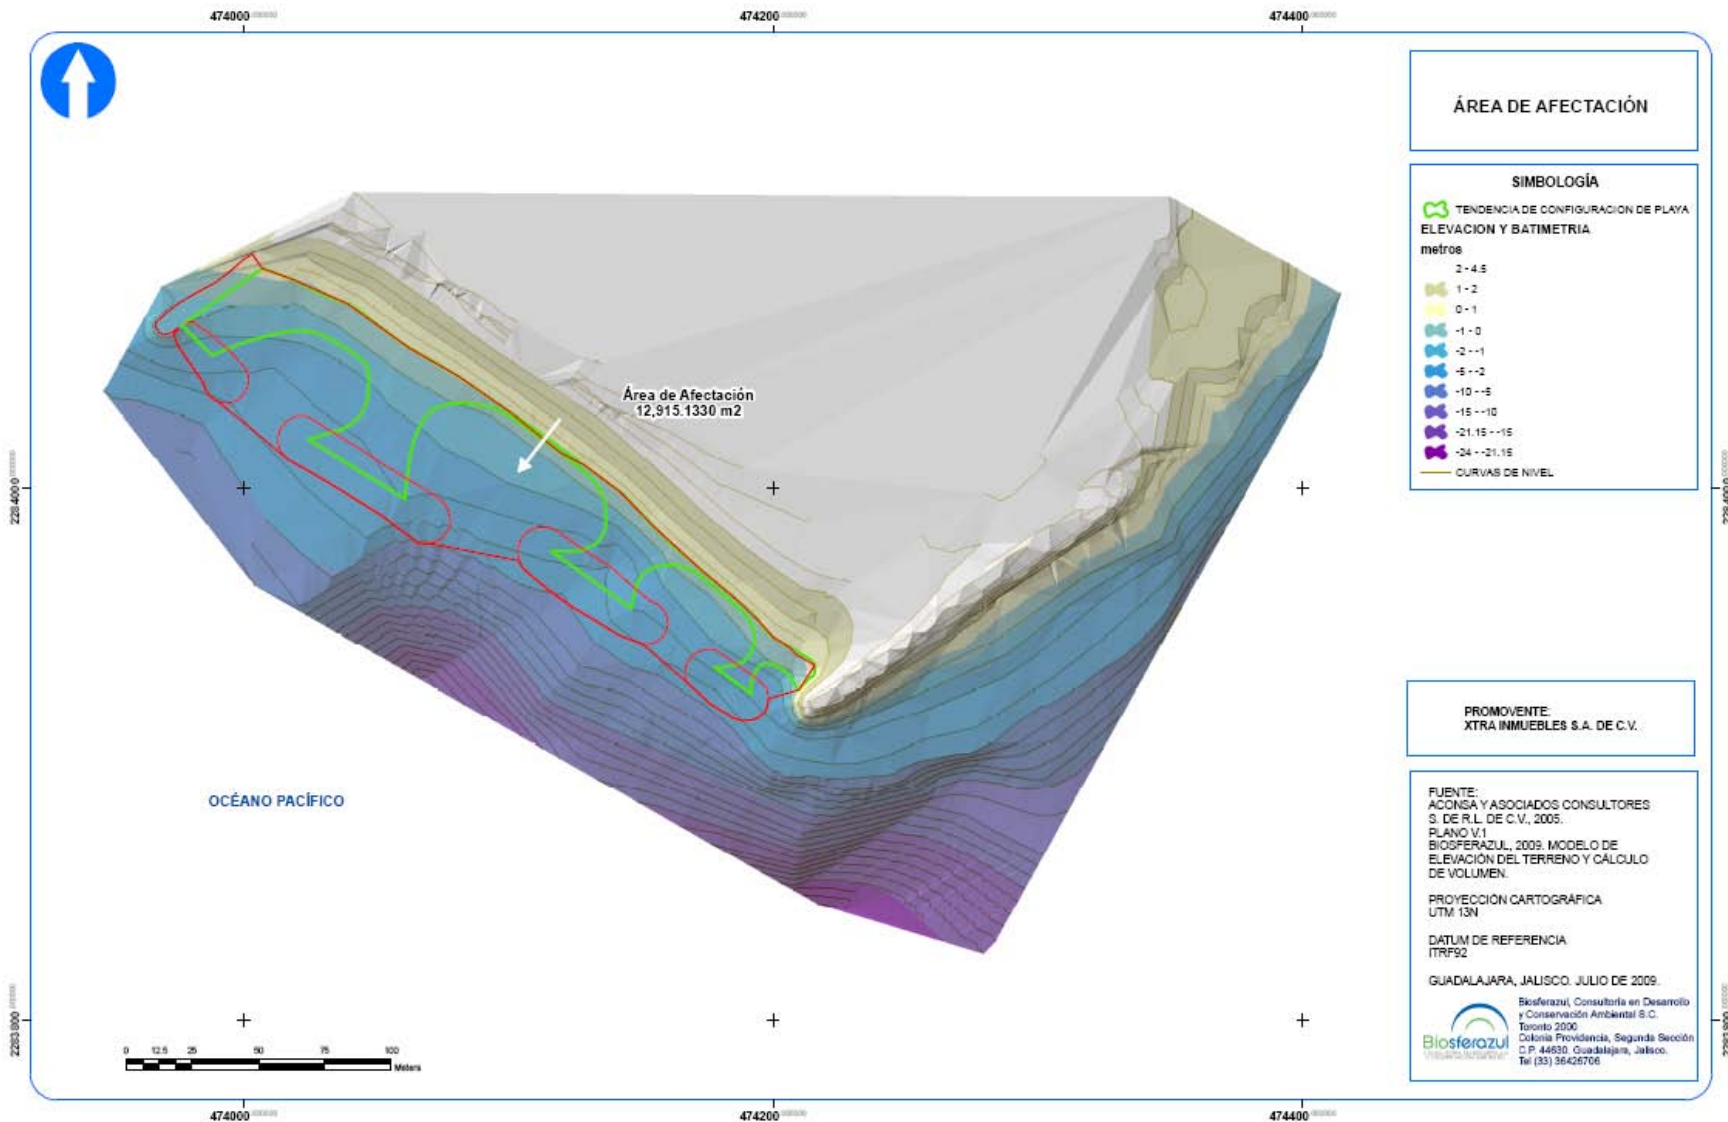 474000
474200
474400
ÁREA DE AFECTACIÓN
SIMBOLOGÍA
TENDENCIA DE CONFIGURACION DE PLAYA
ELEVACION Y BATIMETRIA
metros
2 - 4.5
1 - 2
0 - 1
-1 - 0
-2 - -1
-5 - -2
-10 - -5
-15 - -10
-21.15 - -15
-24 - -21.15
CURVAS DE NIVEL
Área de Afectación
12,915.1330 m2
2284000
2284000
PROMOVENTE:
XTRA INMUEBLES S.A. DE C.V.
OCÉANO PACÍFICO
FUENTE:
ACONSA Y ASOCIADOS CONSULTORES
S. DE R.L. DE C.V., 2005.
PLANO V.1
BIOSFERAZUL, 2009. MODELO DE
ELEVACIÓN DEL TERRENO Y CÁLCULO
DE VOLUMEN.
PROYECCIÓN CARTOGRÁFICA
UTM 13N
DATUM DE REFERENCIA
ITRF92
GUADALAJARA, JALISCO. JULIO DE 2009.
Biosferazul
Biosferazul, Consultoría en Desarrollo
y Conservación Ambiental S.C.
Toronto 2000
Colonia Providencia, Segunda Sección
C.P. 44630, Guadalajara, Jalisco.
Tel (33) 36426706
2283800
2283800
0 12.5 25 50 75 100
Meters
474000
474200
474400